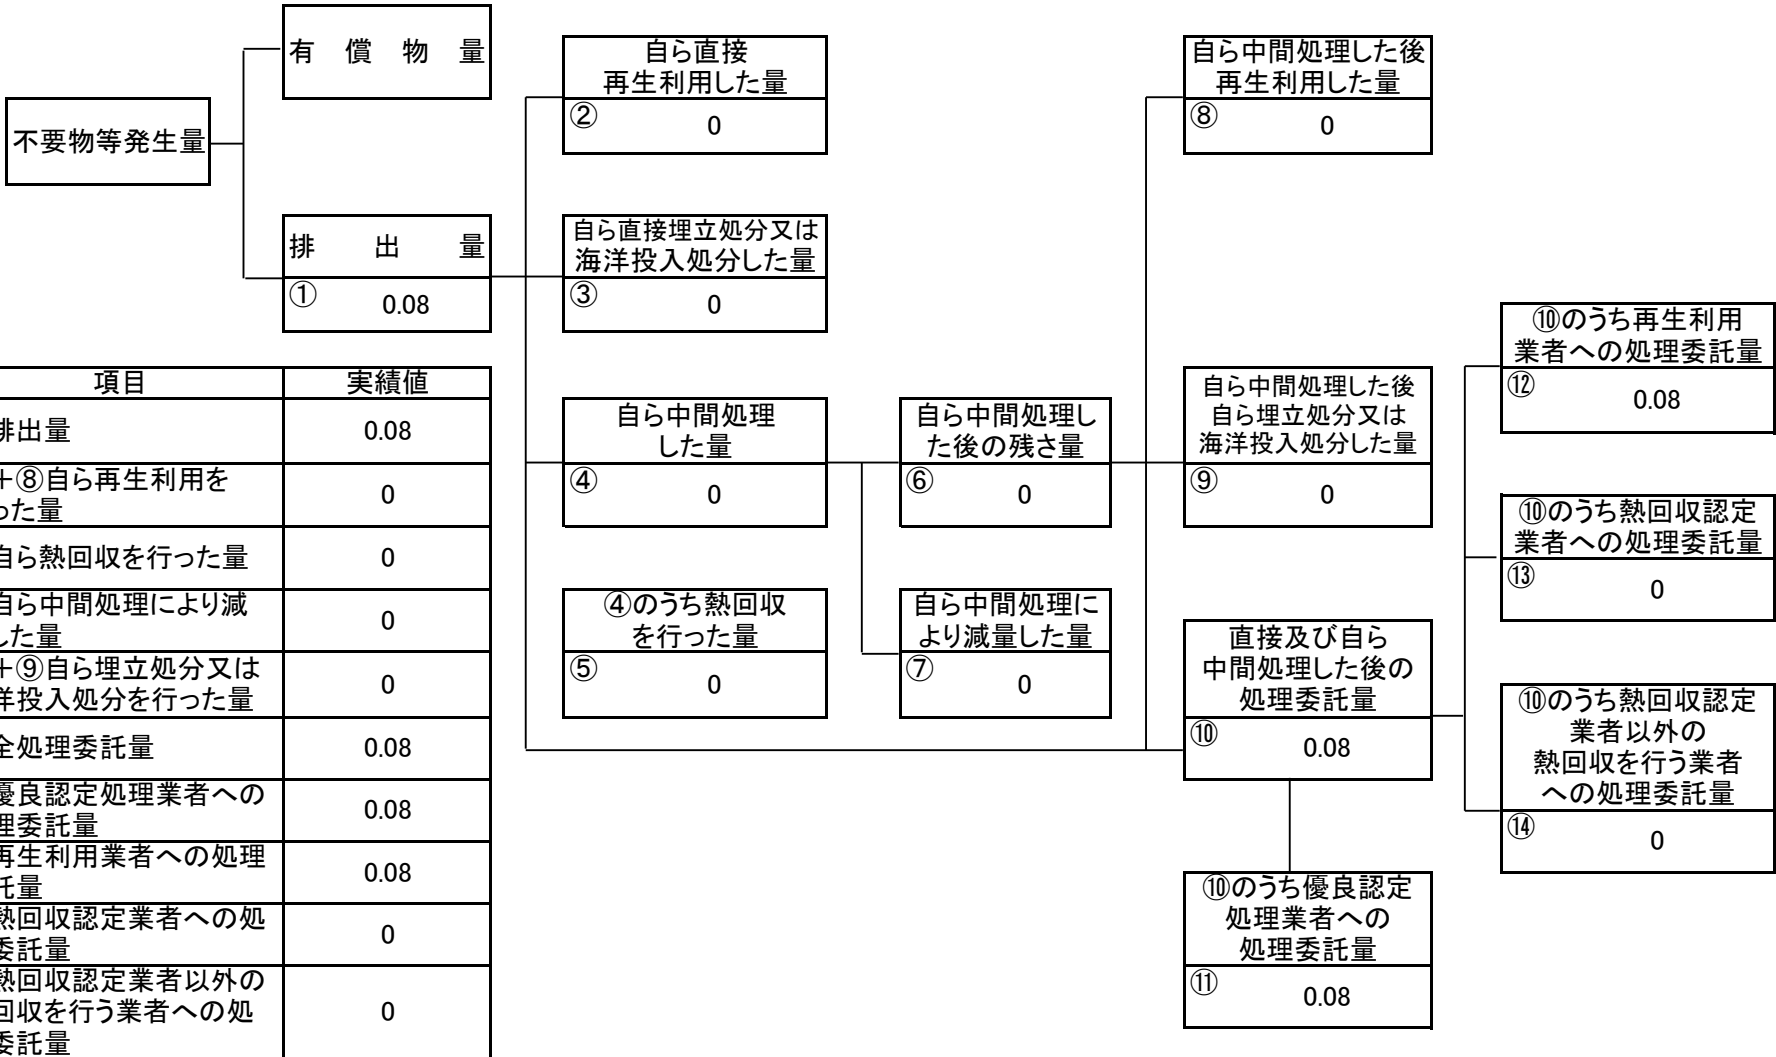 有 償 物 量
不要物等発生量
排 出 量
① 0.08
自ら直接
再生利用した量
② 0
自ら直接埋立処分又は
海洋投入処分した量
③ 0
自ら中間処理
した量
④ 0
④のうち熱回収
を行った量
⑤ 0
自ら中間処理し
た後の残さ量
⑥ 0
自ら中間処理に
より減量した量
⑦ 0
自ら中間処理した後
再生利用した量
⑧ 0
自ら中間処理した後
自ら埋立処分又は
海洋投入処分した量
⑨ 0
直接及び自ら
中間処理した後の
処理委託量
⑩ 0.08
⑩のうち優良認定
処理業者への
処理委託量
⑪ 0.08
⑩のうち再生利用
業者への処理委託量
⑫ 0.08
⑩のうち熱回収認定
業者への処理委託量
⑬ 0
⑩のうち熱回収認定
業者以外の
熱回収を行う業者
への処理委託量
⑭ 0
項目 実績値
排出量 0.08
+⑧自ら再生利用を
った量 0
自ら熱回収を行った量 0
自ら中間処理により減
した量 0
+⑨自ら埋立処分又は
洋投入処分を行った量 0
全処理委託量 0.08
優良認定処理業者への
理委託量 0.08
再生利用業者への処理
託量 0.08
熱回収認定業者への処
委託量 0
熱回収認定業者以外の
回収を行う業者への処
委託量 0